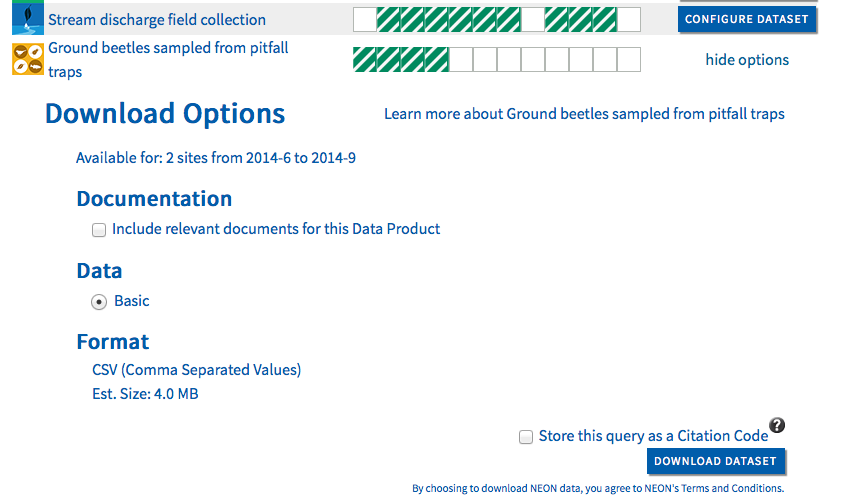 Stream discharge field collection
CONFIGURE DATASET
Ground beetles sampled from pitfall
traps
hide options
Download Options
Learn more about Ground beetles sampled from pitfall traps
Available for: 2 sites from 2014-6 to 2014-9
Documentation
Include relevant documents for this Data Product
Data
Basic
Format
CSV (Comma Separated Values)
Est. Size: 4.0 MB
Store this query as a Citation Code ?
DOWNLOAD DATASET
By choosing to download NEON data, you agree to NEON's Terms and Conditions.